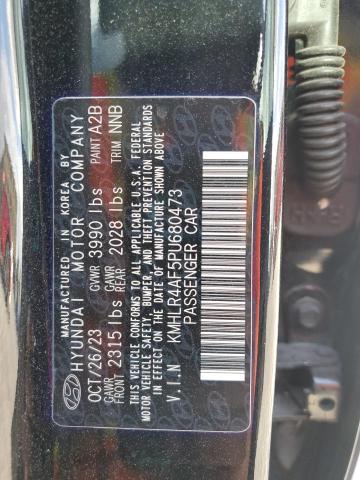 MANUFACTURED IN KOREA BY
HYUNDAI MOTOR COMPANY
OCT/26/23 GVWR 3990 lbs PAINT A2B
GAWR FRONT 2315 lbs GAWR REAR 2028 lbs TRIM NNB
THIS VEHICLE CONFORMS TO ALL APPLICABLE U.S.A. FEDERAL
MOTOR VEHICLE SAFETY, BUMPER, AND THEFT PREVENTION STANDARDS
IN EFFECT ON THE DATE OF MANUFACTURE SHOWN ABOVE
V.I.N KMHLR4AF5PU680473
PASSENGER CAR